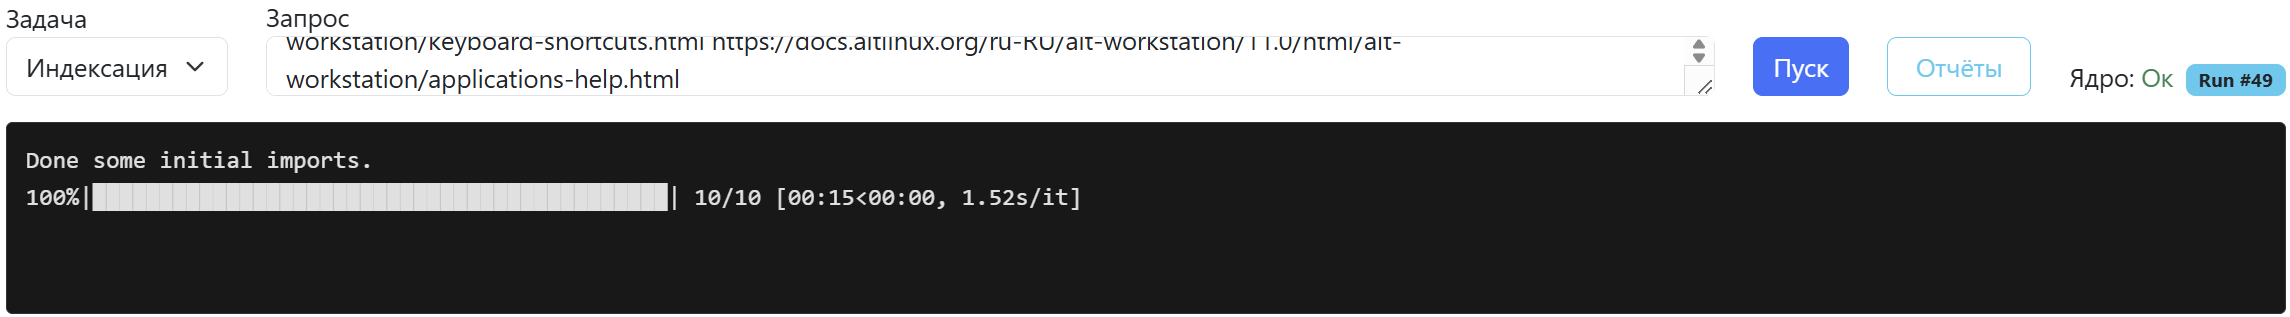 Задача
Индексация
Запрос
workstation/keyboard-shortcuts.html https://docs.altlinux.org/ru-RU/alt-workstation/11.0/html/alt-
workstation/applications-help.html
Пуск
Отчёты
Ядро: Ок
Run #49
Done some initial imports.
100%|██████████████████████████████████████████| 10/10 [00:15<00:00, 1.52s/it]